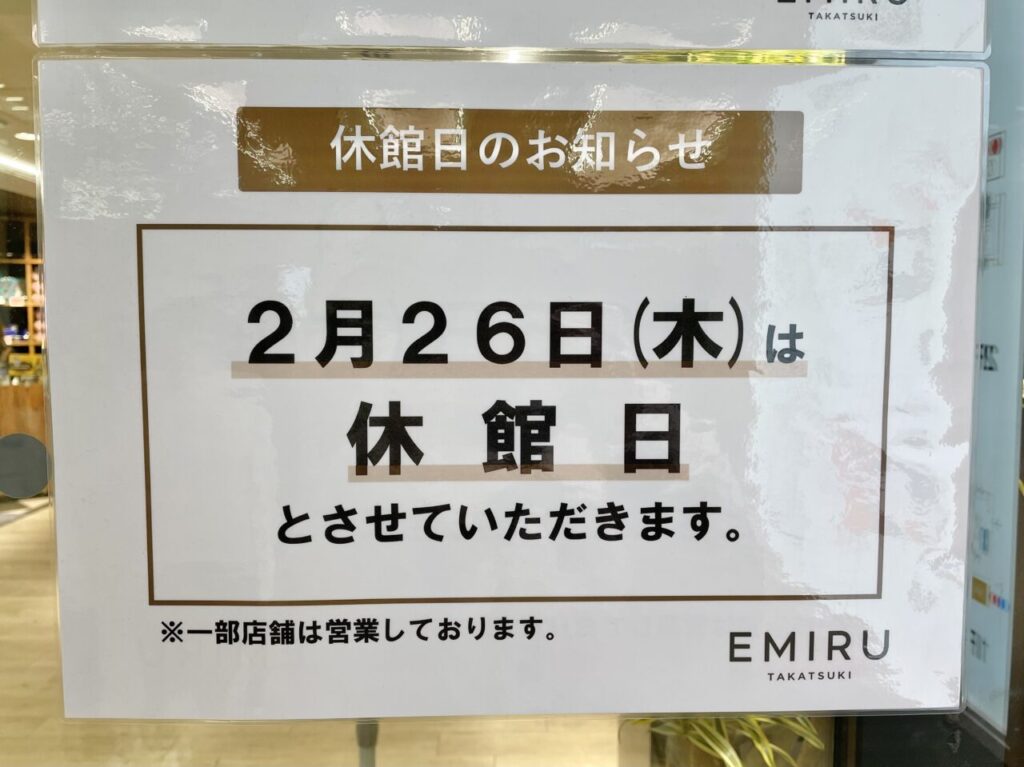 EMIRU
TAKATSUKI
休館日のお知らせ
２月２６日(木)は
休 館 日
とさせていただきます。
※一部店舗は営業しております。
EMIRU
TAKATSUKI